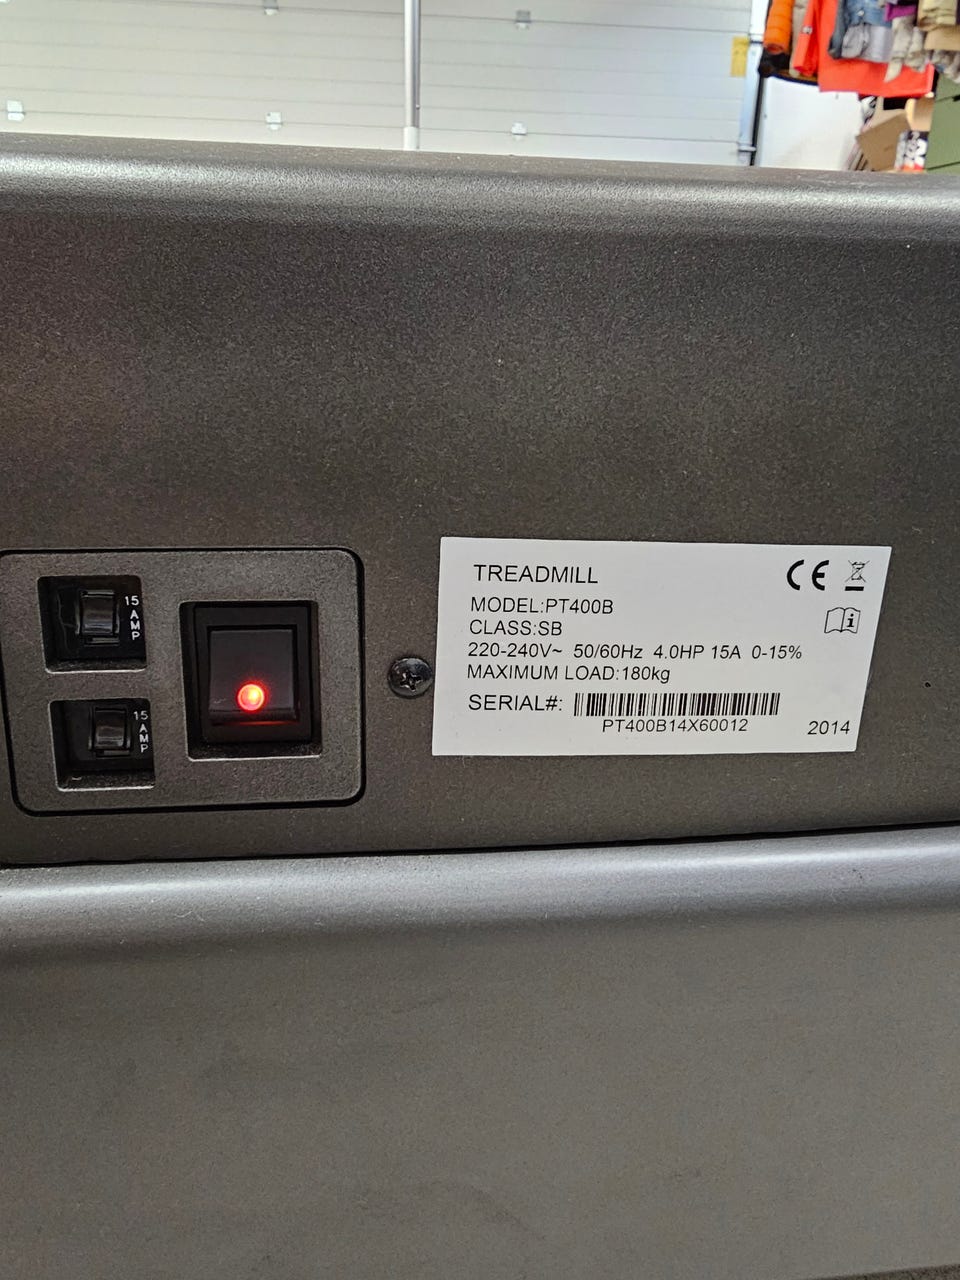 TREADMILL
CE
MODEL:PT400B
CLASS:SB
220-240V~ 50/60Hz 4.0HP 15A 0-15%
MAXIMUM LOAD:180kg
SERIAL#:
PT400B14X60012
2014
15 AMP
15 AMP